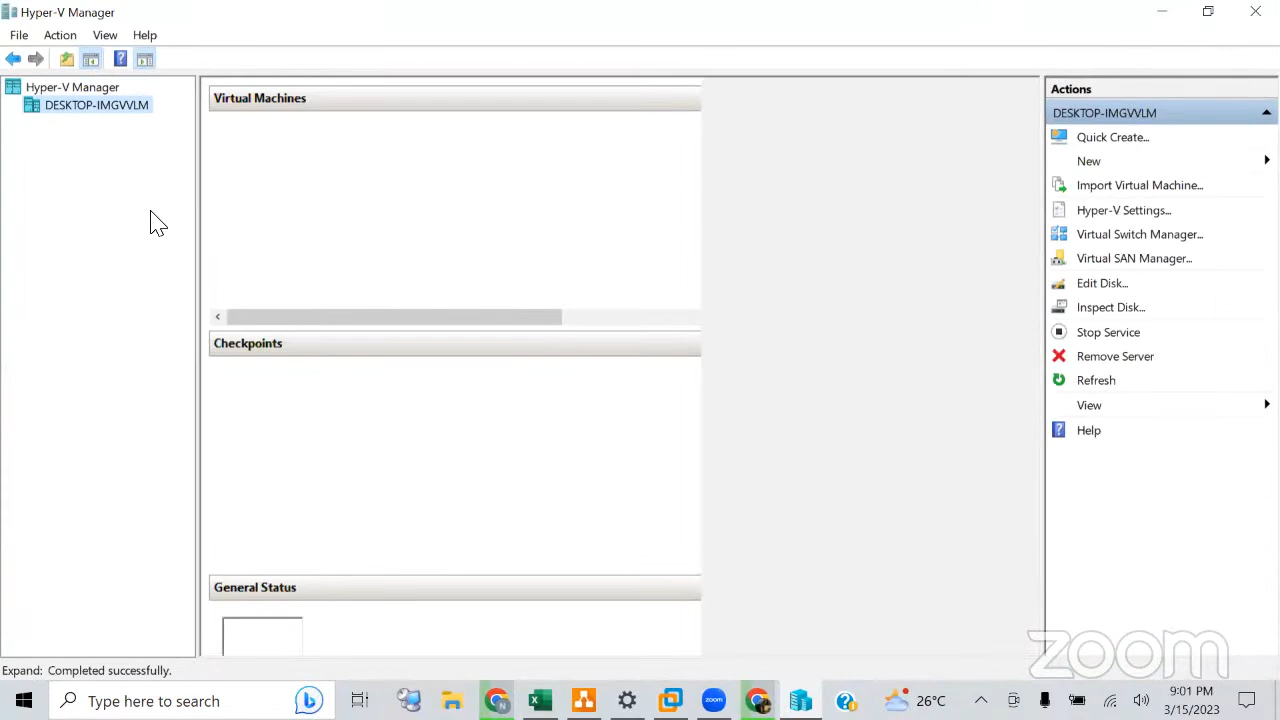 Hyper-V Manager
File Action View Help
Hyper-V Manager
DESKTOP-IMGVVLM
Virtual Machines
Checkpoints
General Status
Actions
DESKTOP-IMGVVLM
Quick Create...
New
Import Virtual Machine...
Hyper-V Settings...
Virtual Switch Manager...
Virtual SAN Manager...
Edit Disk...
Inspect Disk...
Stop Service
Remove Server
Refresh
View
Help
zoom
Expand: Completed successfully.
Type here to search
zoom
26°C
9:01 PM
3/15/2023